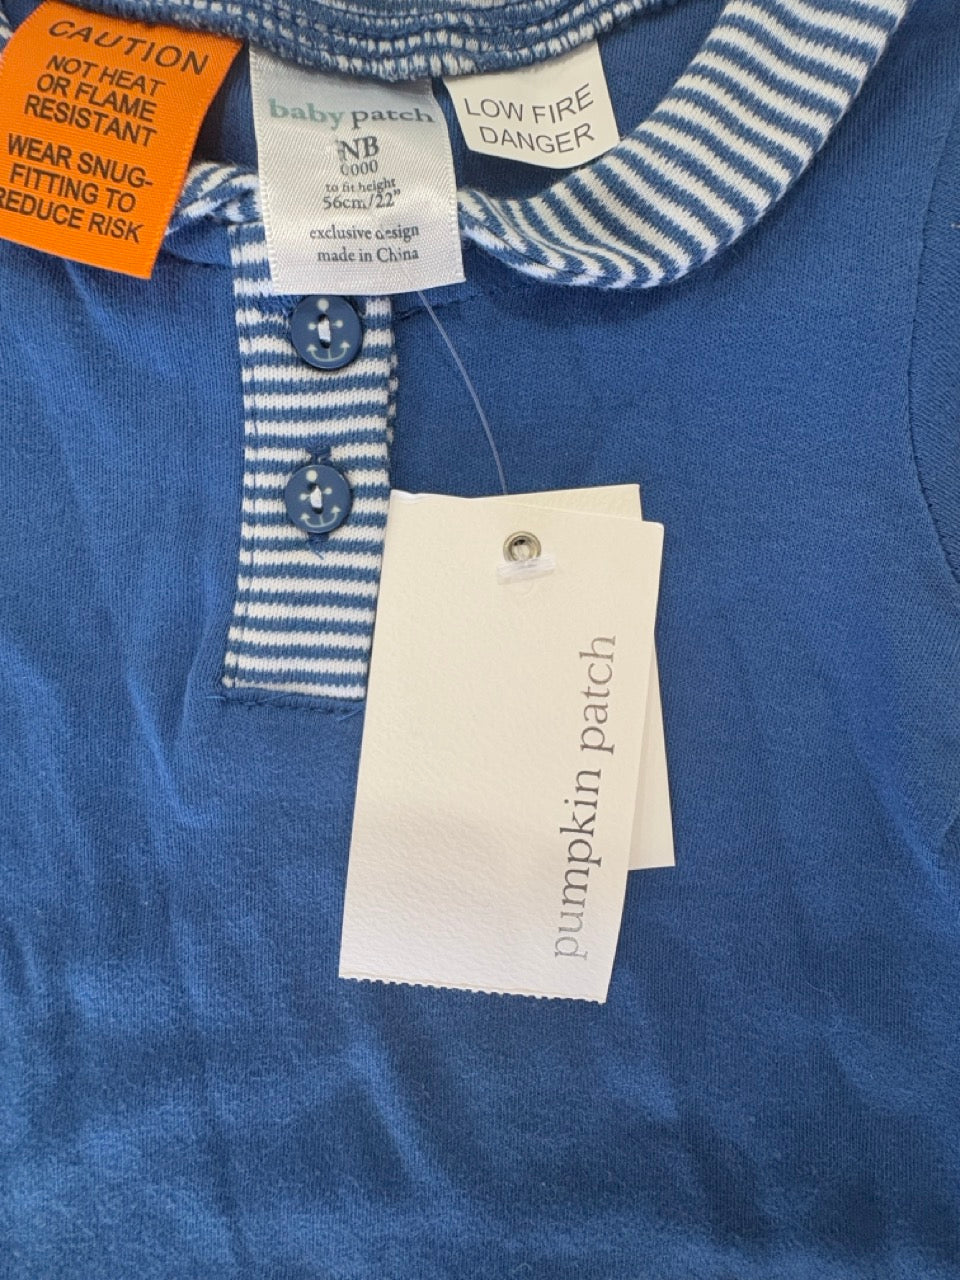 CAUTION
NOT HEAT
OR FLAME
RESISTANT
WEAR SNUG-
FITTING TO
REDUCE RISK
baby patch
NB
0000
to fit height
56cm/22"
exclusive design
made in China
LOW FIRE
DANGER
pumpkin patch